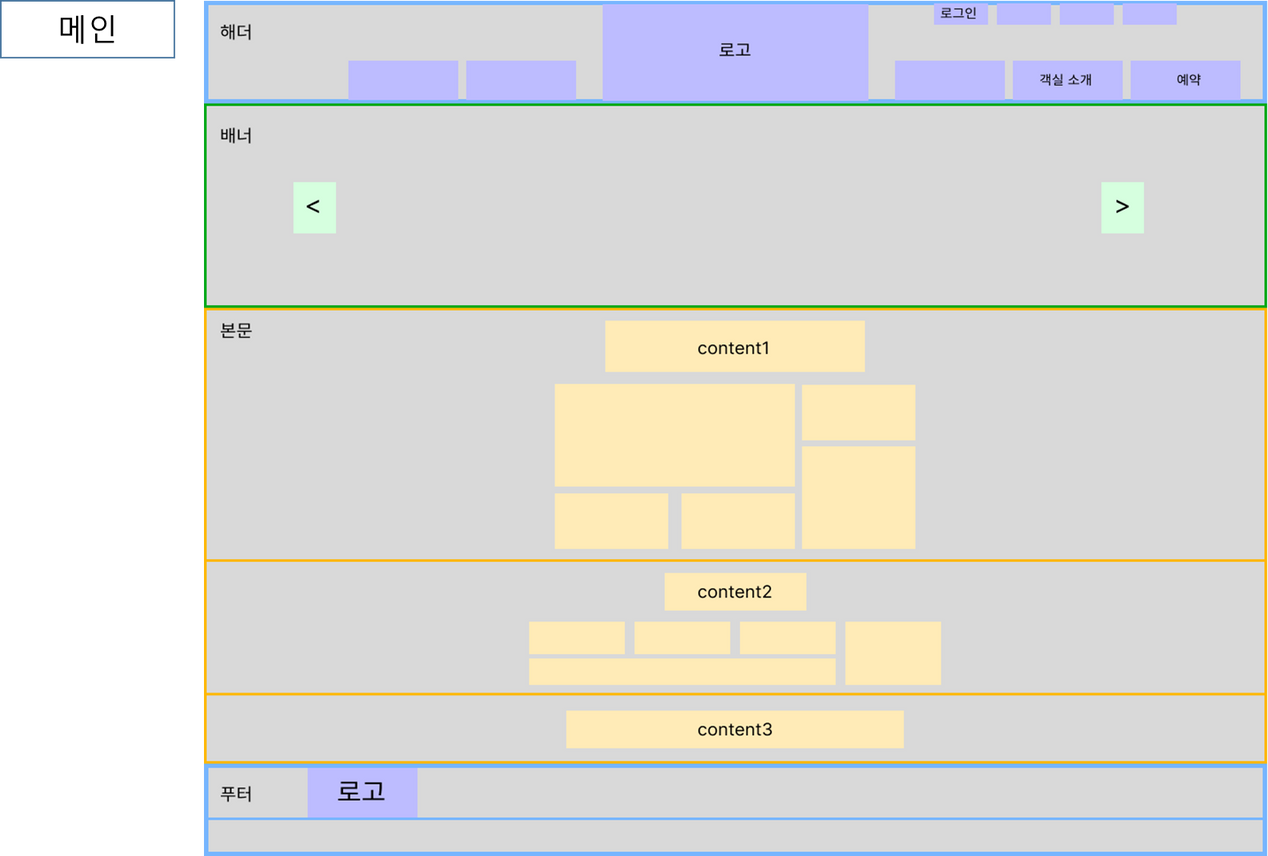 메인
해더
로그인
로고
객실 소개
예약
배너
<
>
본문
content1
content2
content3
푸터
로고